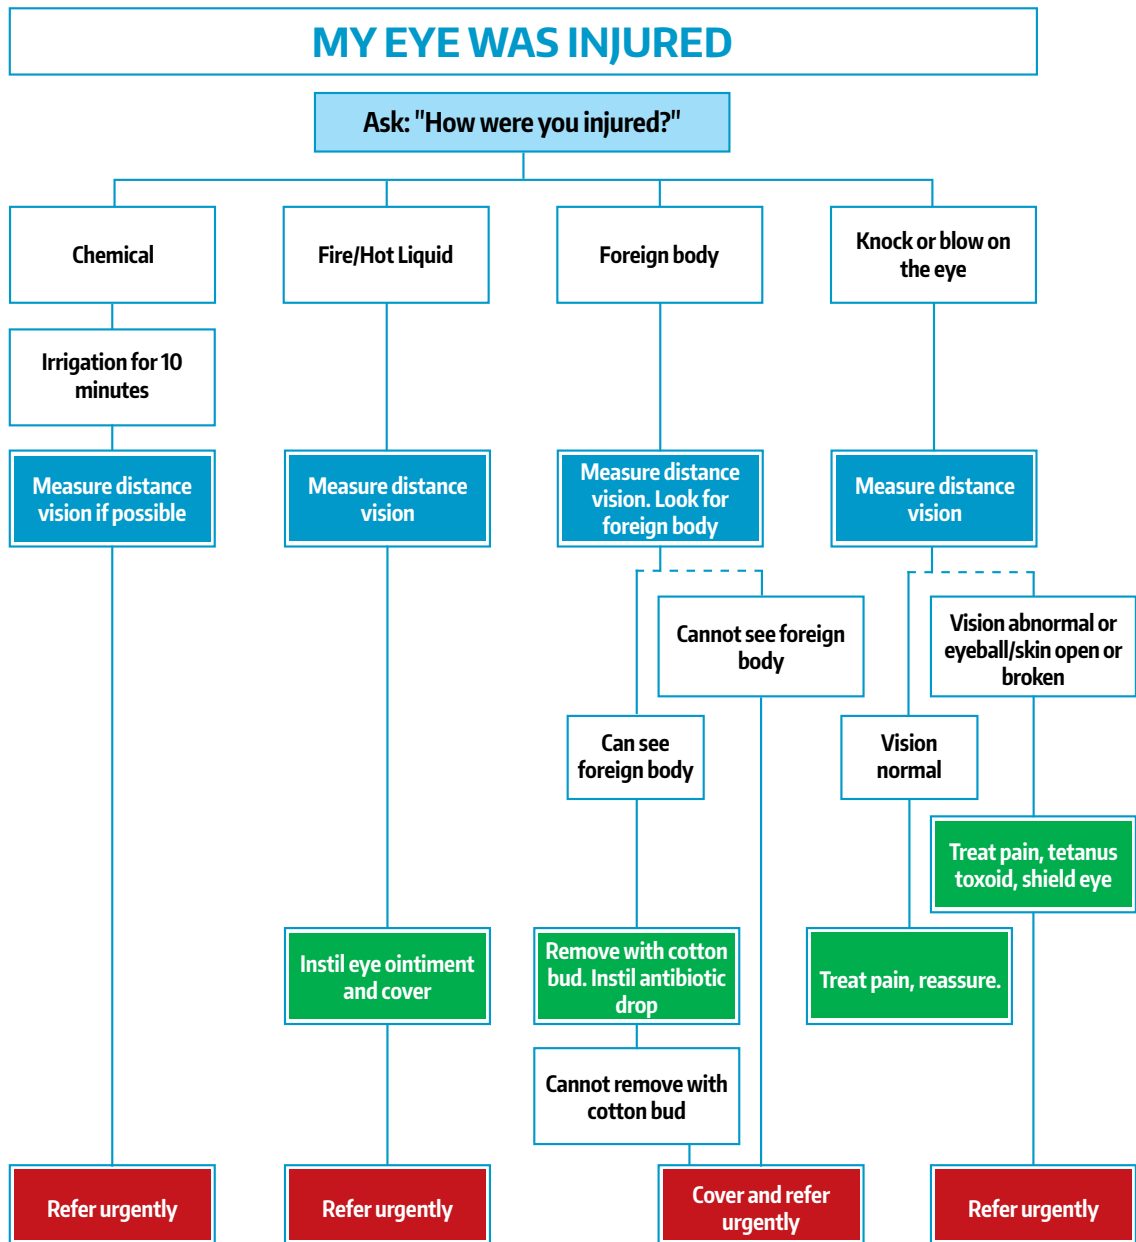 MY EYE WAS INJURED
Ask: "How were you injured?"
Chemical
Fire/Hot Liquid
Foreign body
Knock or blow on
the eye
Irrigation for 10
minutes
Measure distance
vision if possible
Measure distance
vision
Measure distance
vision. Look for
foreign body
Measure distance
vision
Cannot see foreign
body
Vision abnormal or
eyeball/skin open or
broken
Can see
foreign body
Vision
normal
Treat pain, tetanus
toxoid, shield eye
Instil eye ointiment
and cover
Remove with cotton
bud. Instil antibiotic
drop
Treat pain, reassure.
Cannot remove with
cotton bud
Refer urgently
Refer urgently
Cover and refer
urgently
Refer urgently